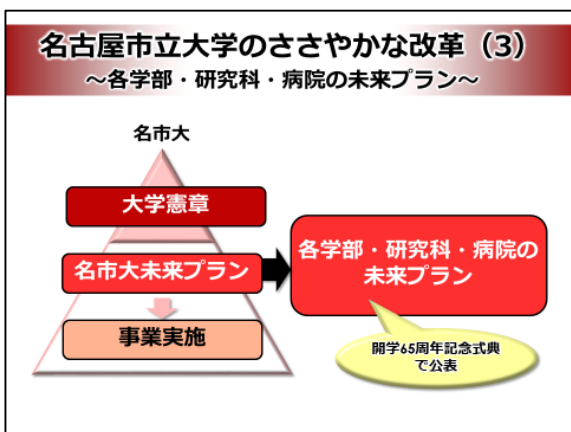 名古屋市立大学のささやかな改革（3）
～各学部・研究科・病院の未来プラン～
名市大
大学憲章
名市大未来プラン
事業実施
各学部・研究科・病院の
未来プラン
開学65周年記念式典
で公表